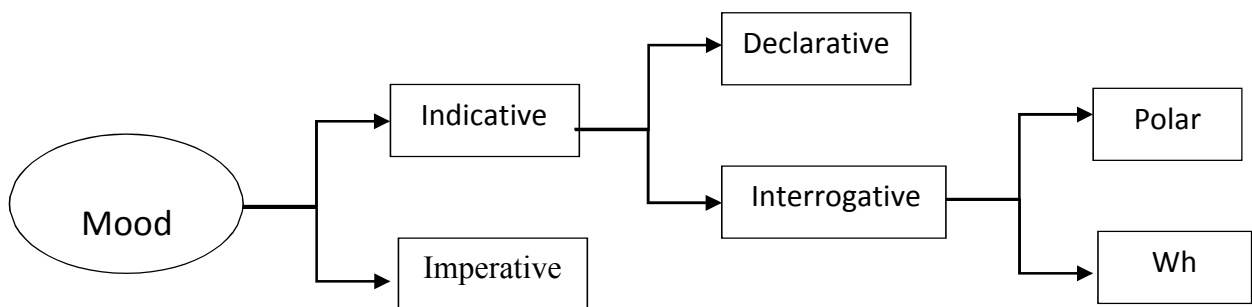 Declarative
Indicative
Polar
Mood
Interrogative
Imperative
Wh